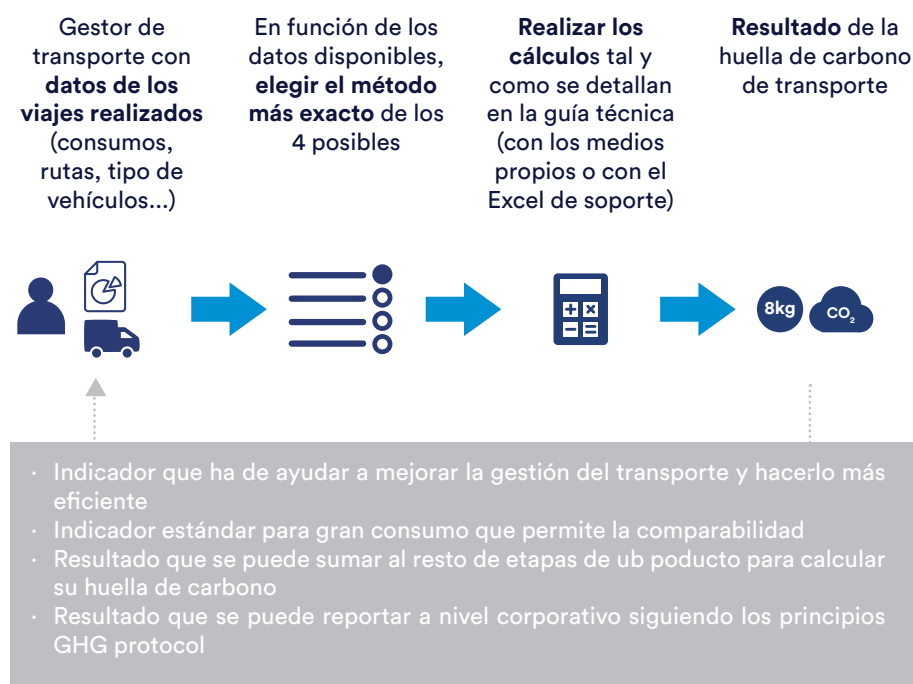 Gestor de
transporte con
datos de los
viajes realizados
(consumos,
rutas, tipo de
vehículos...)
En función de los
datos disponibles,
elegir el método
más exacto de los
4 posibles
Realizar los
cálculos tal y
como se detallan
en la guía técnica
(con los medios
propios o con el
Excel de soporte)
Resultado de la
huella de carbono
de transporte
8kg
CO₂
· Indicador que ha de ayudar a mejorar la gestión del transporte y hacerlo más
eficiente
· Indicador estándar para gran consumo que permite la comparabilidad
· Resultado que se puede sumar al resto de etapas de ub poducto para calcular
su huella de carbono
· Resultado que se puede reportar a nivel corporativo siguiendo los principios
GHG protocol